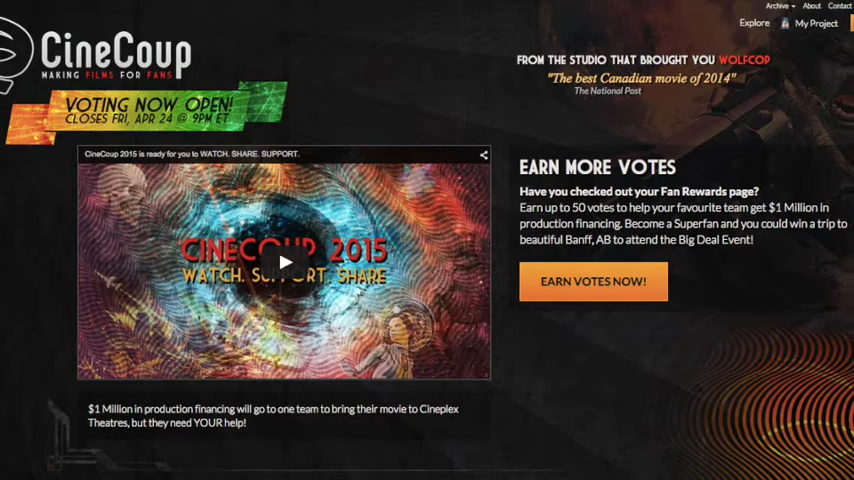 Archive About Contact
Explore My Project
CineCoup
MAKING FILMS FOR FANS
FROM THE STUDIO THAT BROUGHT YOU WOLFCOP
"The best Canadian movie of 2014"
The National Post
VOTING NOW OPEN!
CLOSES FRI, APR 24 @ 9PM ET
CineCoup 2015 is ready for you to WATCH. SHARE. SUPPORT.
CINECOUP 2015
WATCH. SUPPORT. SHARE
EARN MORE VOTES
Have you checked out your Fan Rewards page?
Earn up to 50 votes to help your favourite team get $1 Million in
production financing. Become a Superfan and you could win a trip to
beautiful Banff, AB to attend the Big Deal Event!
EARN VOTES NOW!
$1 Million in production financing will go to one team to bring their movie to Cineplex
Theatres, but they need YOUR help!